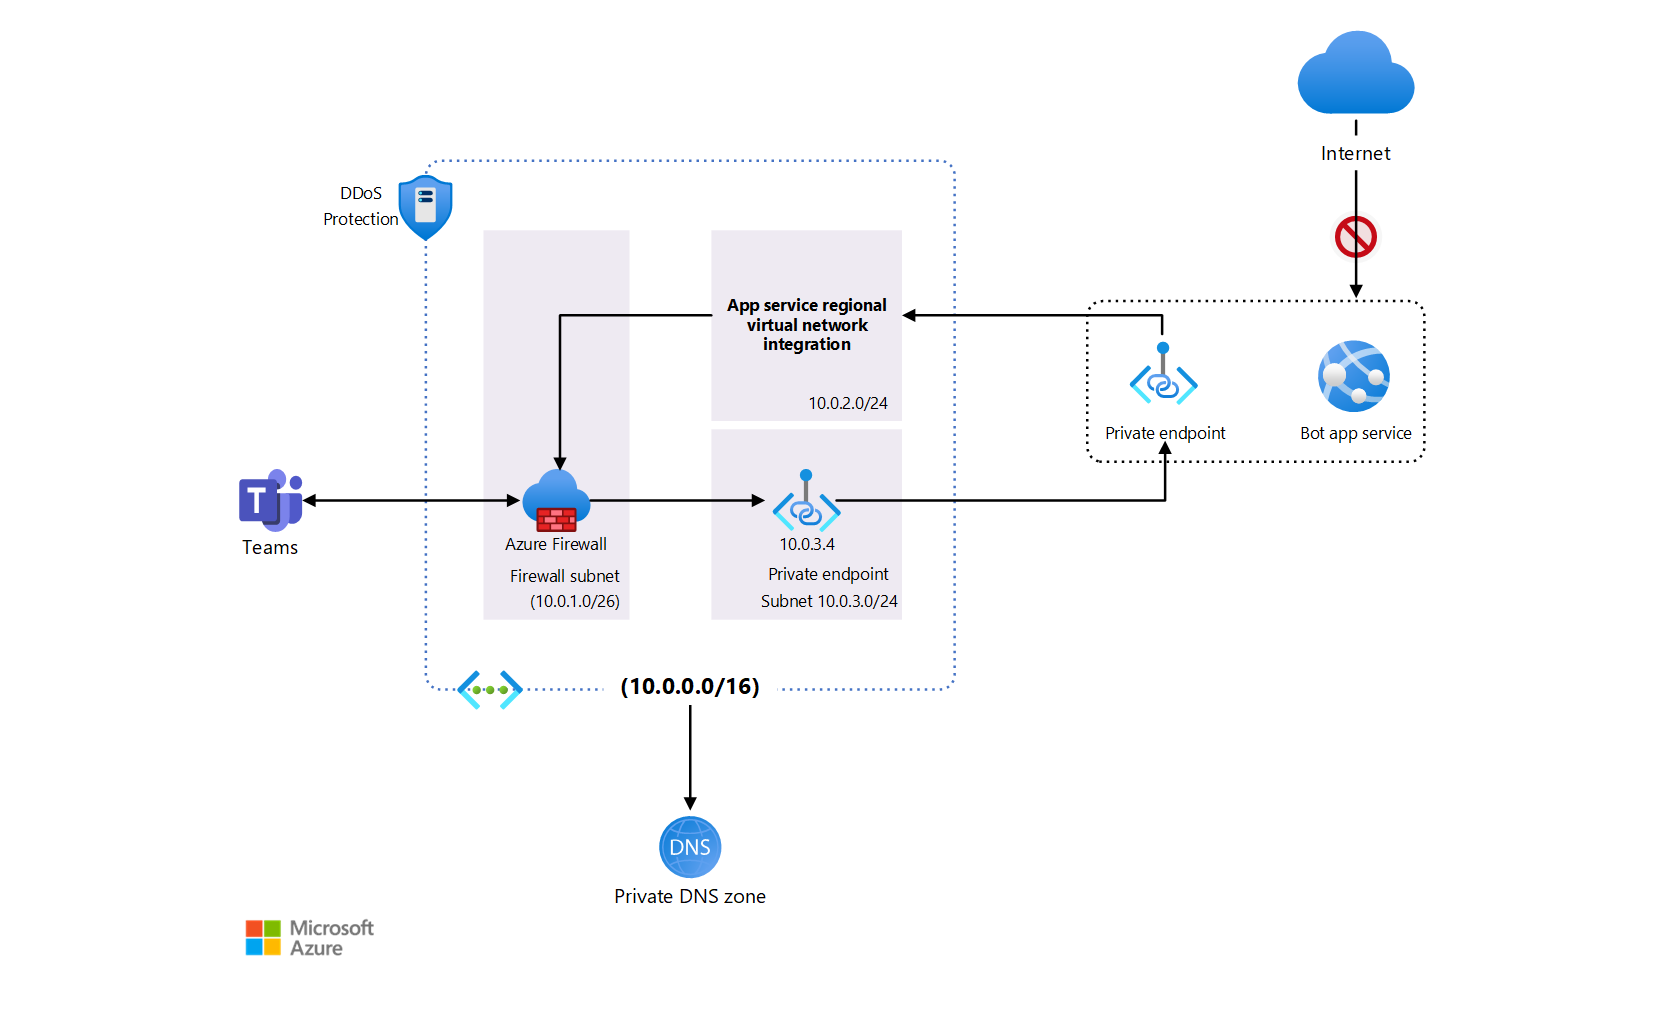 Internet
DDoS
Protection
App service regional
virtual network
integration
10.0.2.0/24
Private endpoint
Bot app service
T
Teams
Azure Firewall
Firewall subnet
(10.0.1.0/26)
10.0.3.4
Private endpoint
Subnet 10.0.3.0/24
(10.0.0.0/16)
DNS
Private DNS zone
Microsoft
Azure